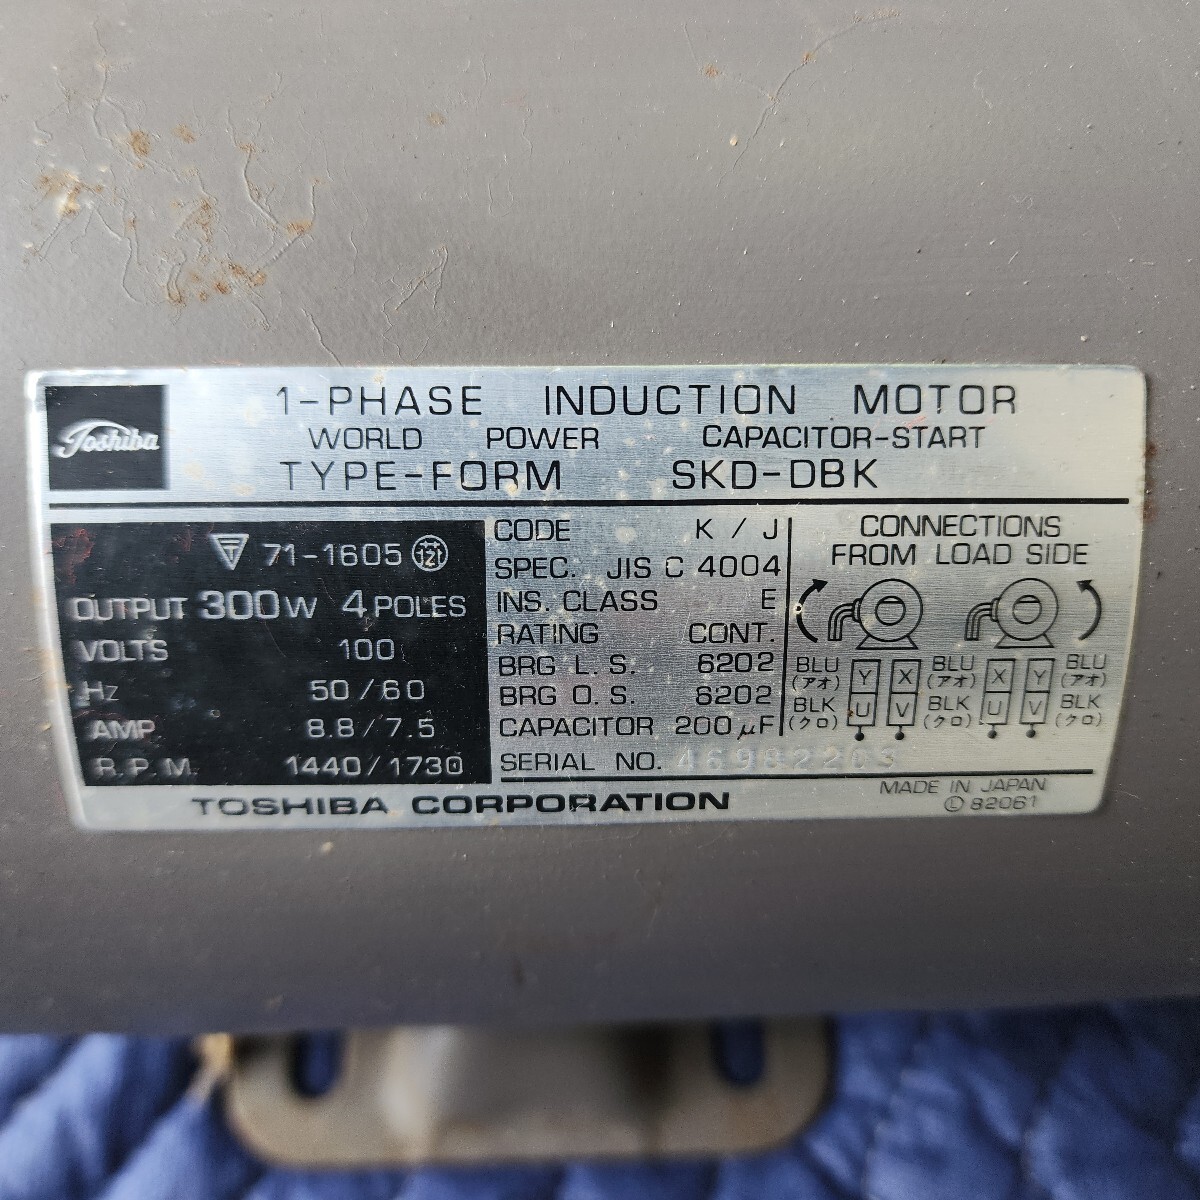 Toshiba
1-PHASE INDUCTION MOTOR
WORLD POWER CAPACITOR-START
TYPE-FORM SKD-DBK
T 71-1605 121
OUTPUT 300W 4 POLES
VOLTS 100
Hz 50/60
AMP 8.8/7.5
R.P.M. 1440/1730
CODE K/J
SPEC. JIS C 4004
INS. CLASS E
RATING CONT.
BRG L. S. 6202
BRG O. S. 6202
CAPACITOR 200μF
SERIAL NO. 46982203
CONNECTIONS
FROM LOAD SIDE
BLU Y X BLU X Y BLU
(アオ) (アオ) (アオ)
BLK U V BLK U V BLK
(クロ) (クロ) (クロ)
TOSHIBA CORPORATION
MADE IN JAPAN
Ⓛ 82061